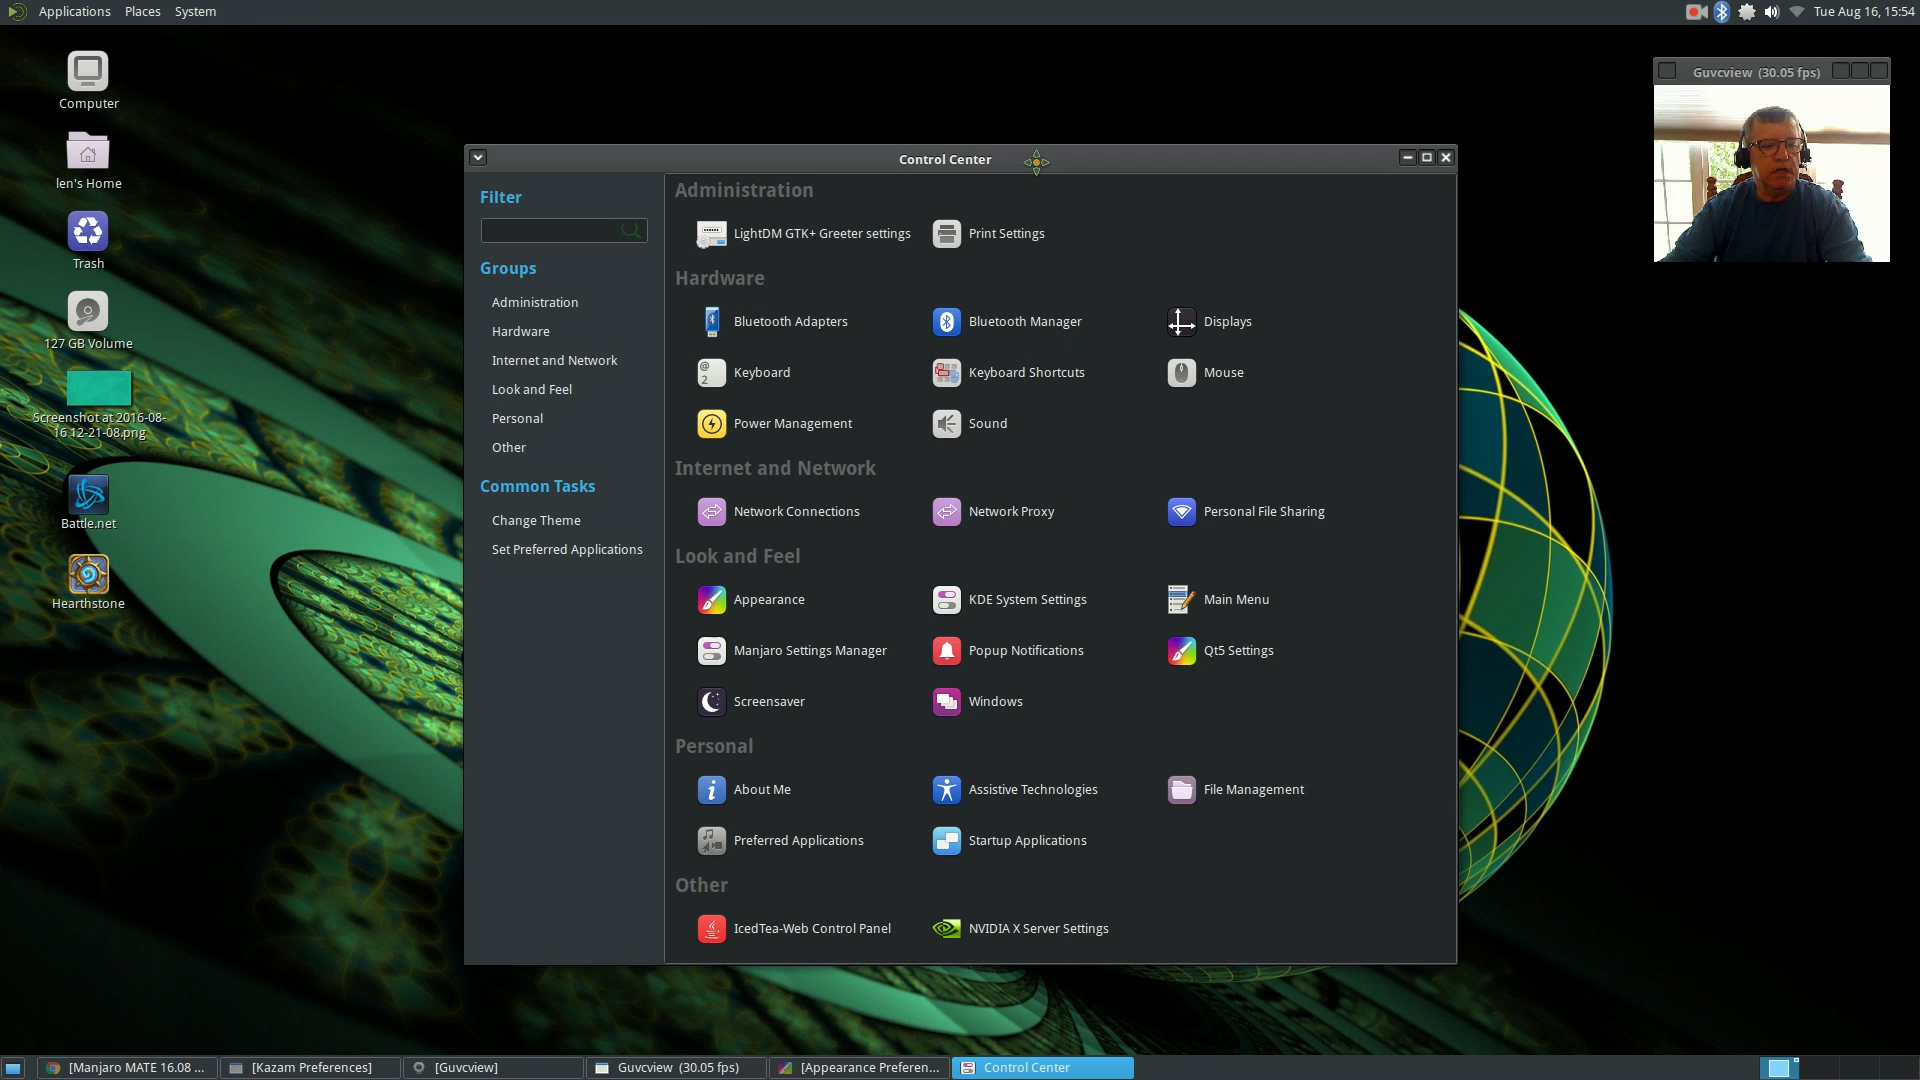 Applications Places System
Tue Aug 16, 15:54
Computer
len's Home
Trash
127 GB Volume
Screenshot at 2016-08-
16 12-21-08.png
Battle.net
Hearthstone
Guvcview (30.05 fps)
Control Center
Filter
Groups
Administration
Hardware
Internet and Network
Look and Feel
Personal
Other
Common Tasks
Change Theme
Set Preferred Applications
Administration
LightDM GTK+ Greeter settings Print Settings
Hardware
Bluetooth Adapters Bluetooth Manager Displays
Keyboard Keyboard Shortcuts Mouse
Power Management Sound
Internet and Network
Network Connections Network Proxy Personal File Sharing
Look and Feel
Appearance KDE System Settings Main Menu
Manjaro Settings Manager Popup Notifications Qt5 Settings
Screensaver Windows
Personal
About Me Assistive Technologies File Management
Preferred Applications Startup Applications
Other
IcedTea-Web Control Panel NVIDIA X Server Settings
[Manjaro MATE 16.08 ... [Kazam Preferences] [Guvcview] Guvcview (30.05 fps) [Appearance Preferen... Control Center